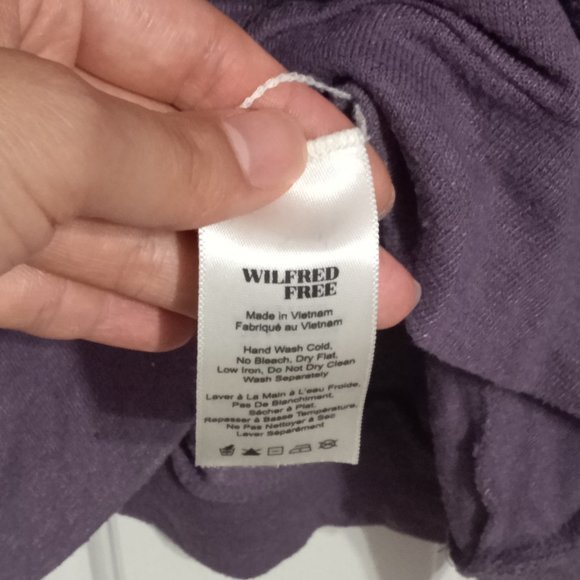 WILFRED
FREE
Made in Vietnam
Fabriqué au Vietnam
Hand Wash Cold,
No Bleach, Dry Flat,
Low Iron, Do Not Dry Clean
Wash Separately
Laver à La Main à L'eau Froide,
Pas De Blanchiment,
Sécher à Plat,
Repasser à Basse Température,
Ne Pas Nettoyer à Sec
Laver Séparément